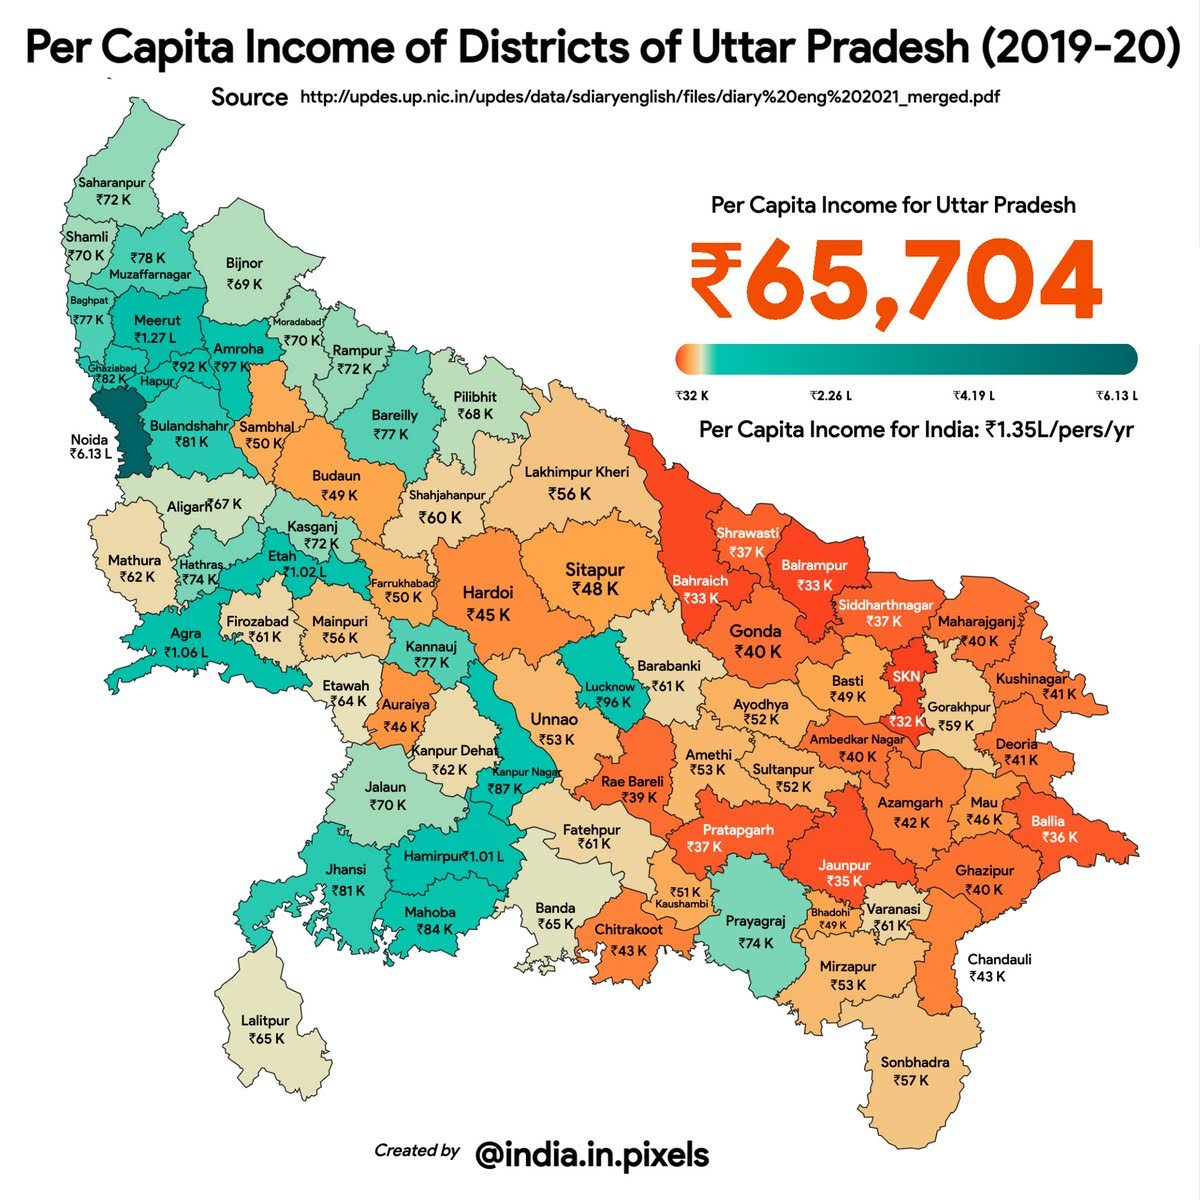 Per Capita Income of Districts of Uttar Pradesh (2019-20)
Source http://updes.up.nic.in/updes/data/sdiaryenglish/files/diary%20eng%202021_merged.pdf
Per Capita Income for Uttar Pradesh
₹65,704
₹32 K ₹2.26 L ₹4.19 L ₹6.13 L
Per Capita Income for India: ₹1.35L/pers/yr
Saharanpur
₹72 K
Shamli
₹70 K
₹78 K
Muzaffarnagar
Bijnor
₹69 K
Baghpat
₹77 K
Meerut
₹1.27 L
Amroha
₹97K
Moradabad
₹70 K
Rampur
₹72 K
Ghaziabad
₹82 K
₹92 K
Hapur
Pilibhit
₹68 K
Bareilly
₹77 K
Noida
₹6.13 L
Bulandshahr
₹81 K
Sambhal
₹50 K
Budaun
₹49 K
Shahjahanpur
₹60 K
Lakhimpur Kheri
₹56 K
Aligarh ₹67 K
Kasganj
₹72 K
Mathura
₹62 K
Hathras
₹74 K
Etah
₹1.02 L
Farrukhabad
₹50 K
Hardoi
₹45 K
Sitapur
₹48 K
Bahraich
₹33 K
Shrawasti
₹37 K
Balrampur
₹33 K
Siddharthnagar
₹37 K
Maharajganj
₹40 K
Agra
₹1.06 L
Firozabad
₹61 K
Mainpuri
₹56 K
Kannauj
₹77 K
Gonda
₹40 K
Barabanki
₹61 K
Lucknow
₹96 K
Basti
₹49 K
SKN
₹32 K
Gorakhpur
₹59 K
Kushinagar
₹41 K
Etawah
₹64 K
Auraiya
₹46 K
Unnao
₹53 K
Ayodhya
₹52 K
Ambedkar Nagar
₹40 K
Deoria
₹41 K
Kanpur Dehat
₹62 K
Kanpur Nagar
₹87 K
Rae Bareli
₹39 K
Amethi
₹53 K
Sultanpur
₹52 K
Azamgarh
₹42 K
Mau
₹46 K
Ballia
₹36 K
Jalaun
₹70 K
Fatehpur
₹61 K
Pratapgarh
₹37 K
Jaunpur
₹35 K
Ghazipur
₹40 K
Jhansi
₹81 K
Hamirpur ₹1.01 L
Mahoba
₹84 K
Banda
₹65 K
Chitrakoot
₹43 K
₹51 K
Kaushambi
Prayagraj
₹74 K
Bhadohi
₹49 K
Varanasi
₹61 K
Mirzapur
₹53 K
Chandauli
₹43 K
Lalitpur
₹65 K
Sonbhadra
₹57 K
Created by @india.in.pixels